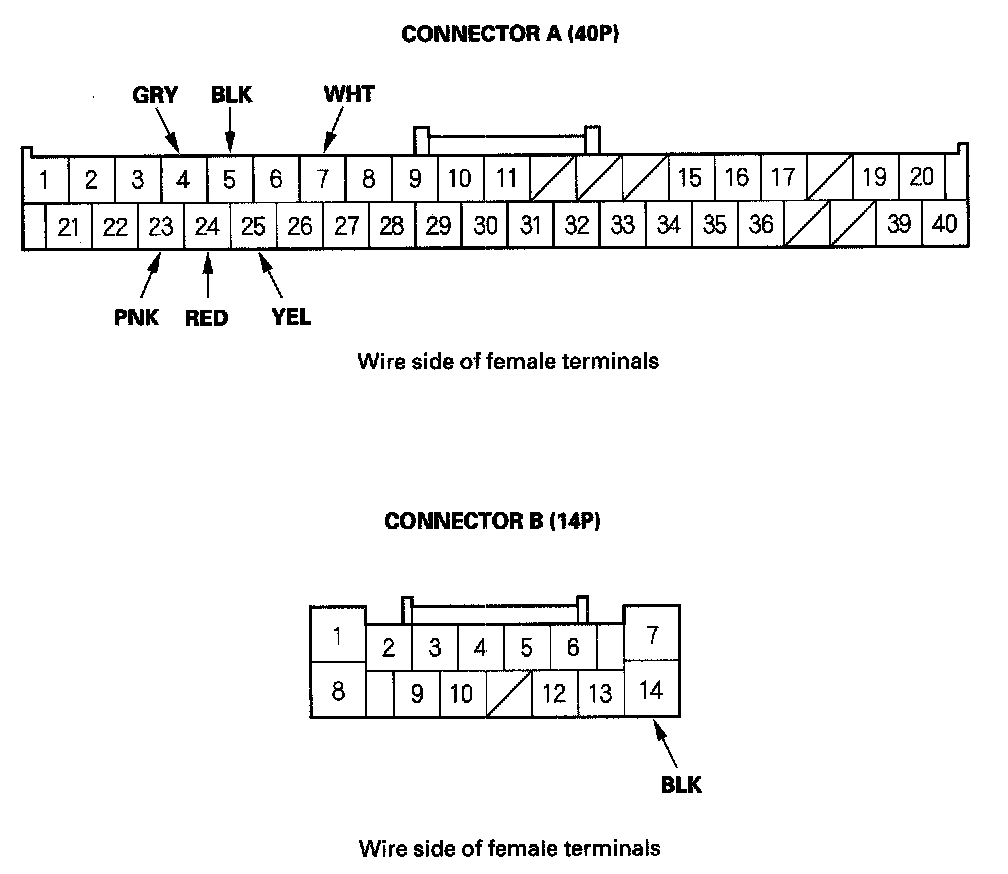 CONNECTOR A (40P)
GRY BLK WHT
1 2 3 4 5 6 7 8 9 10 11 15 16 17 19 20
21 22 23 24 25 26 27 28 29 30 31 32 33 34 35 36 39 40
PNK RED YEL
Wire side of female terminals
CONNECTOR B (14P)
1 2 3 4 5 6 7
8 9 10 12 13 14
BLK
Wire side of female terminals